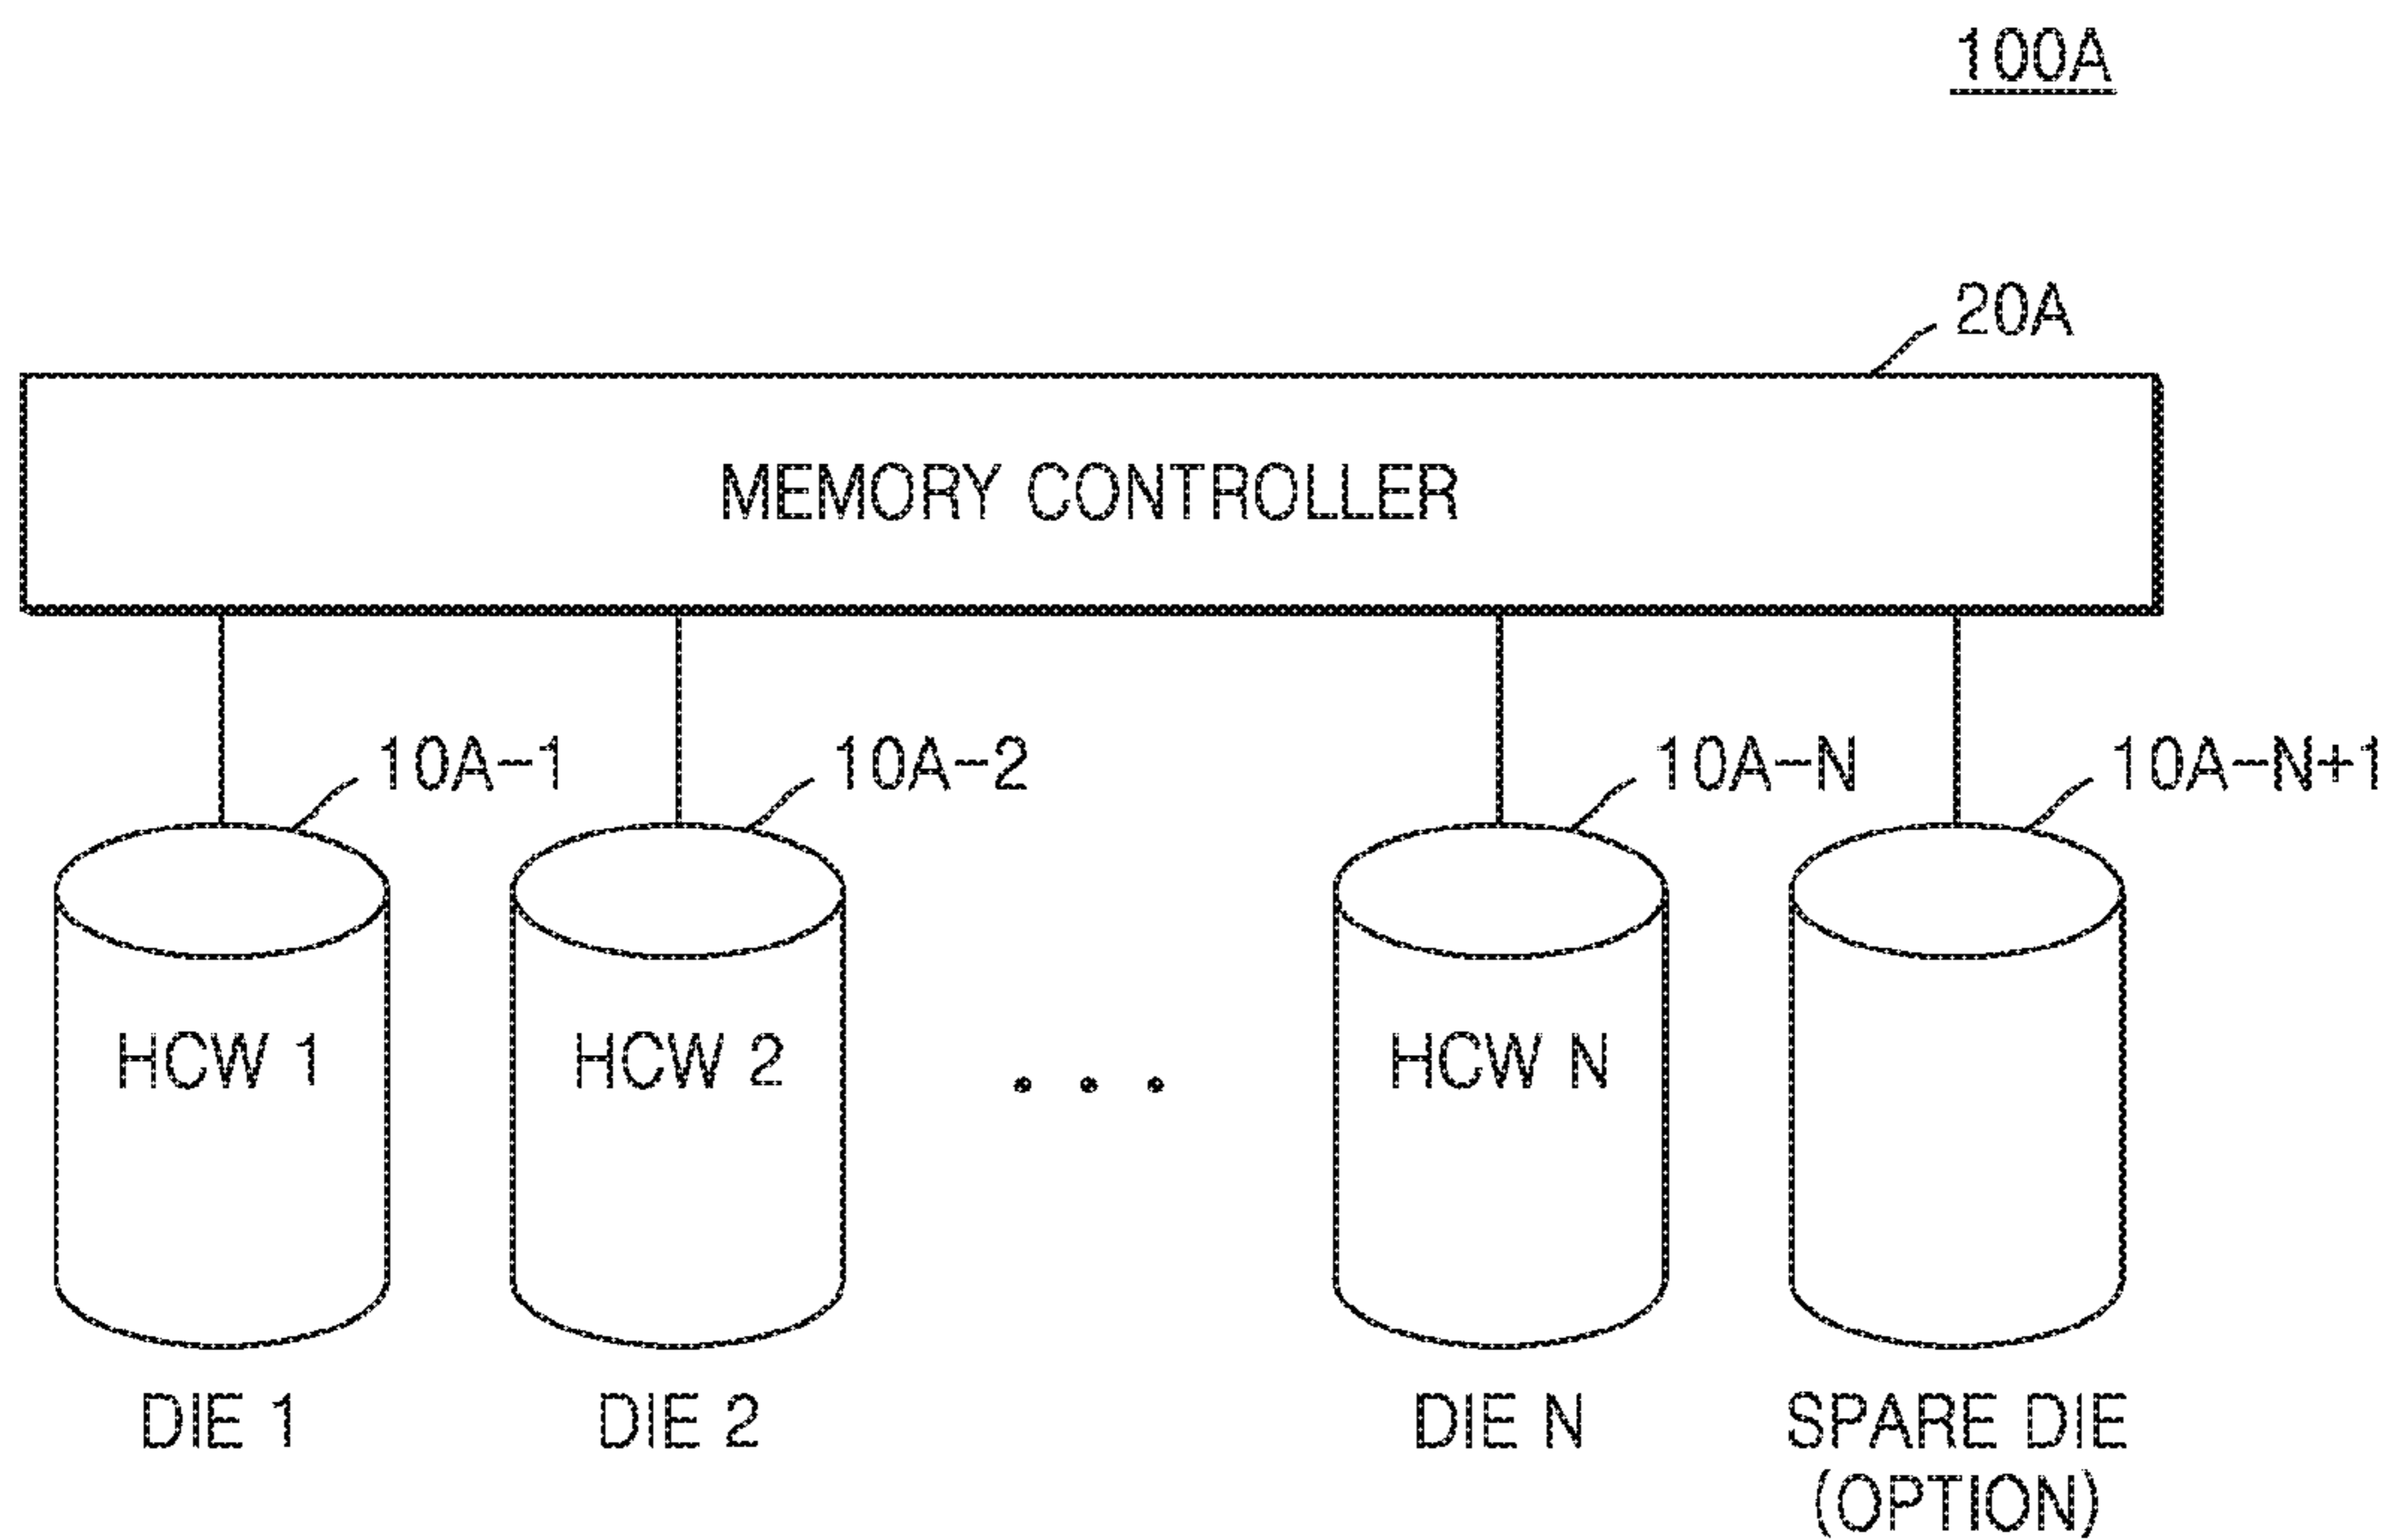 100A
20A
MEMORY CONTROLLER
10A-1
10A-2
10A-N
10A-N+1
HCW 1
HCW 2
. . .
HCW N
DIE 1
DIE 2
DIE N
SPARE DIE
(OPTION)